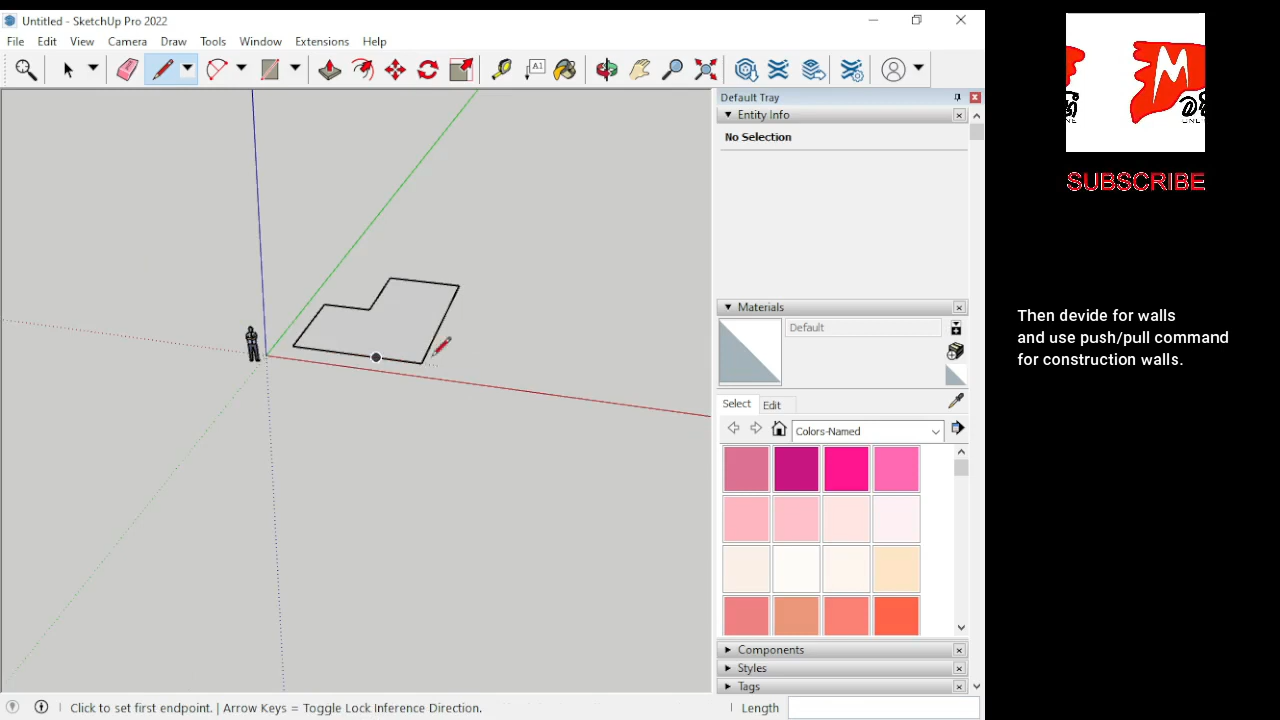 Untitled - SketchUp Pro 2022
File Edit View Camera Draw Tools Window Extensions Help
A1
Default Tray
Entity Info
No Selection
Materials
Default
Select Edit
Colors-Named
Components
Styles
Tags
Click to set first endpoint. | Arrow Keys = Toggle Lock Inference Direction.
Length
M
SUBSCRIBE
Then devide for walls
and use push/pull command
for construction walls.